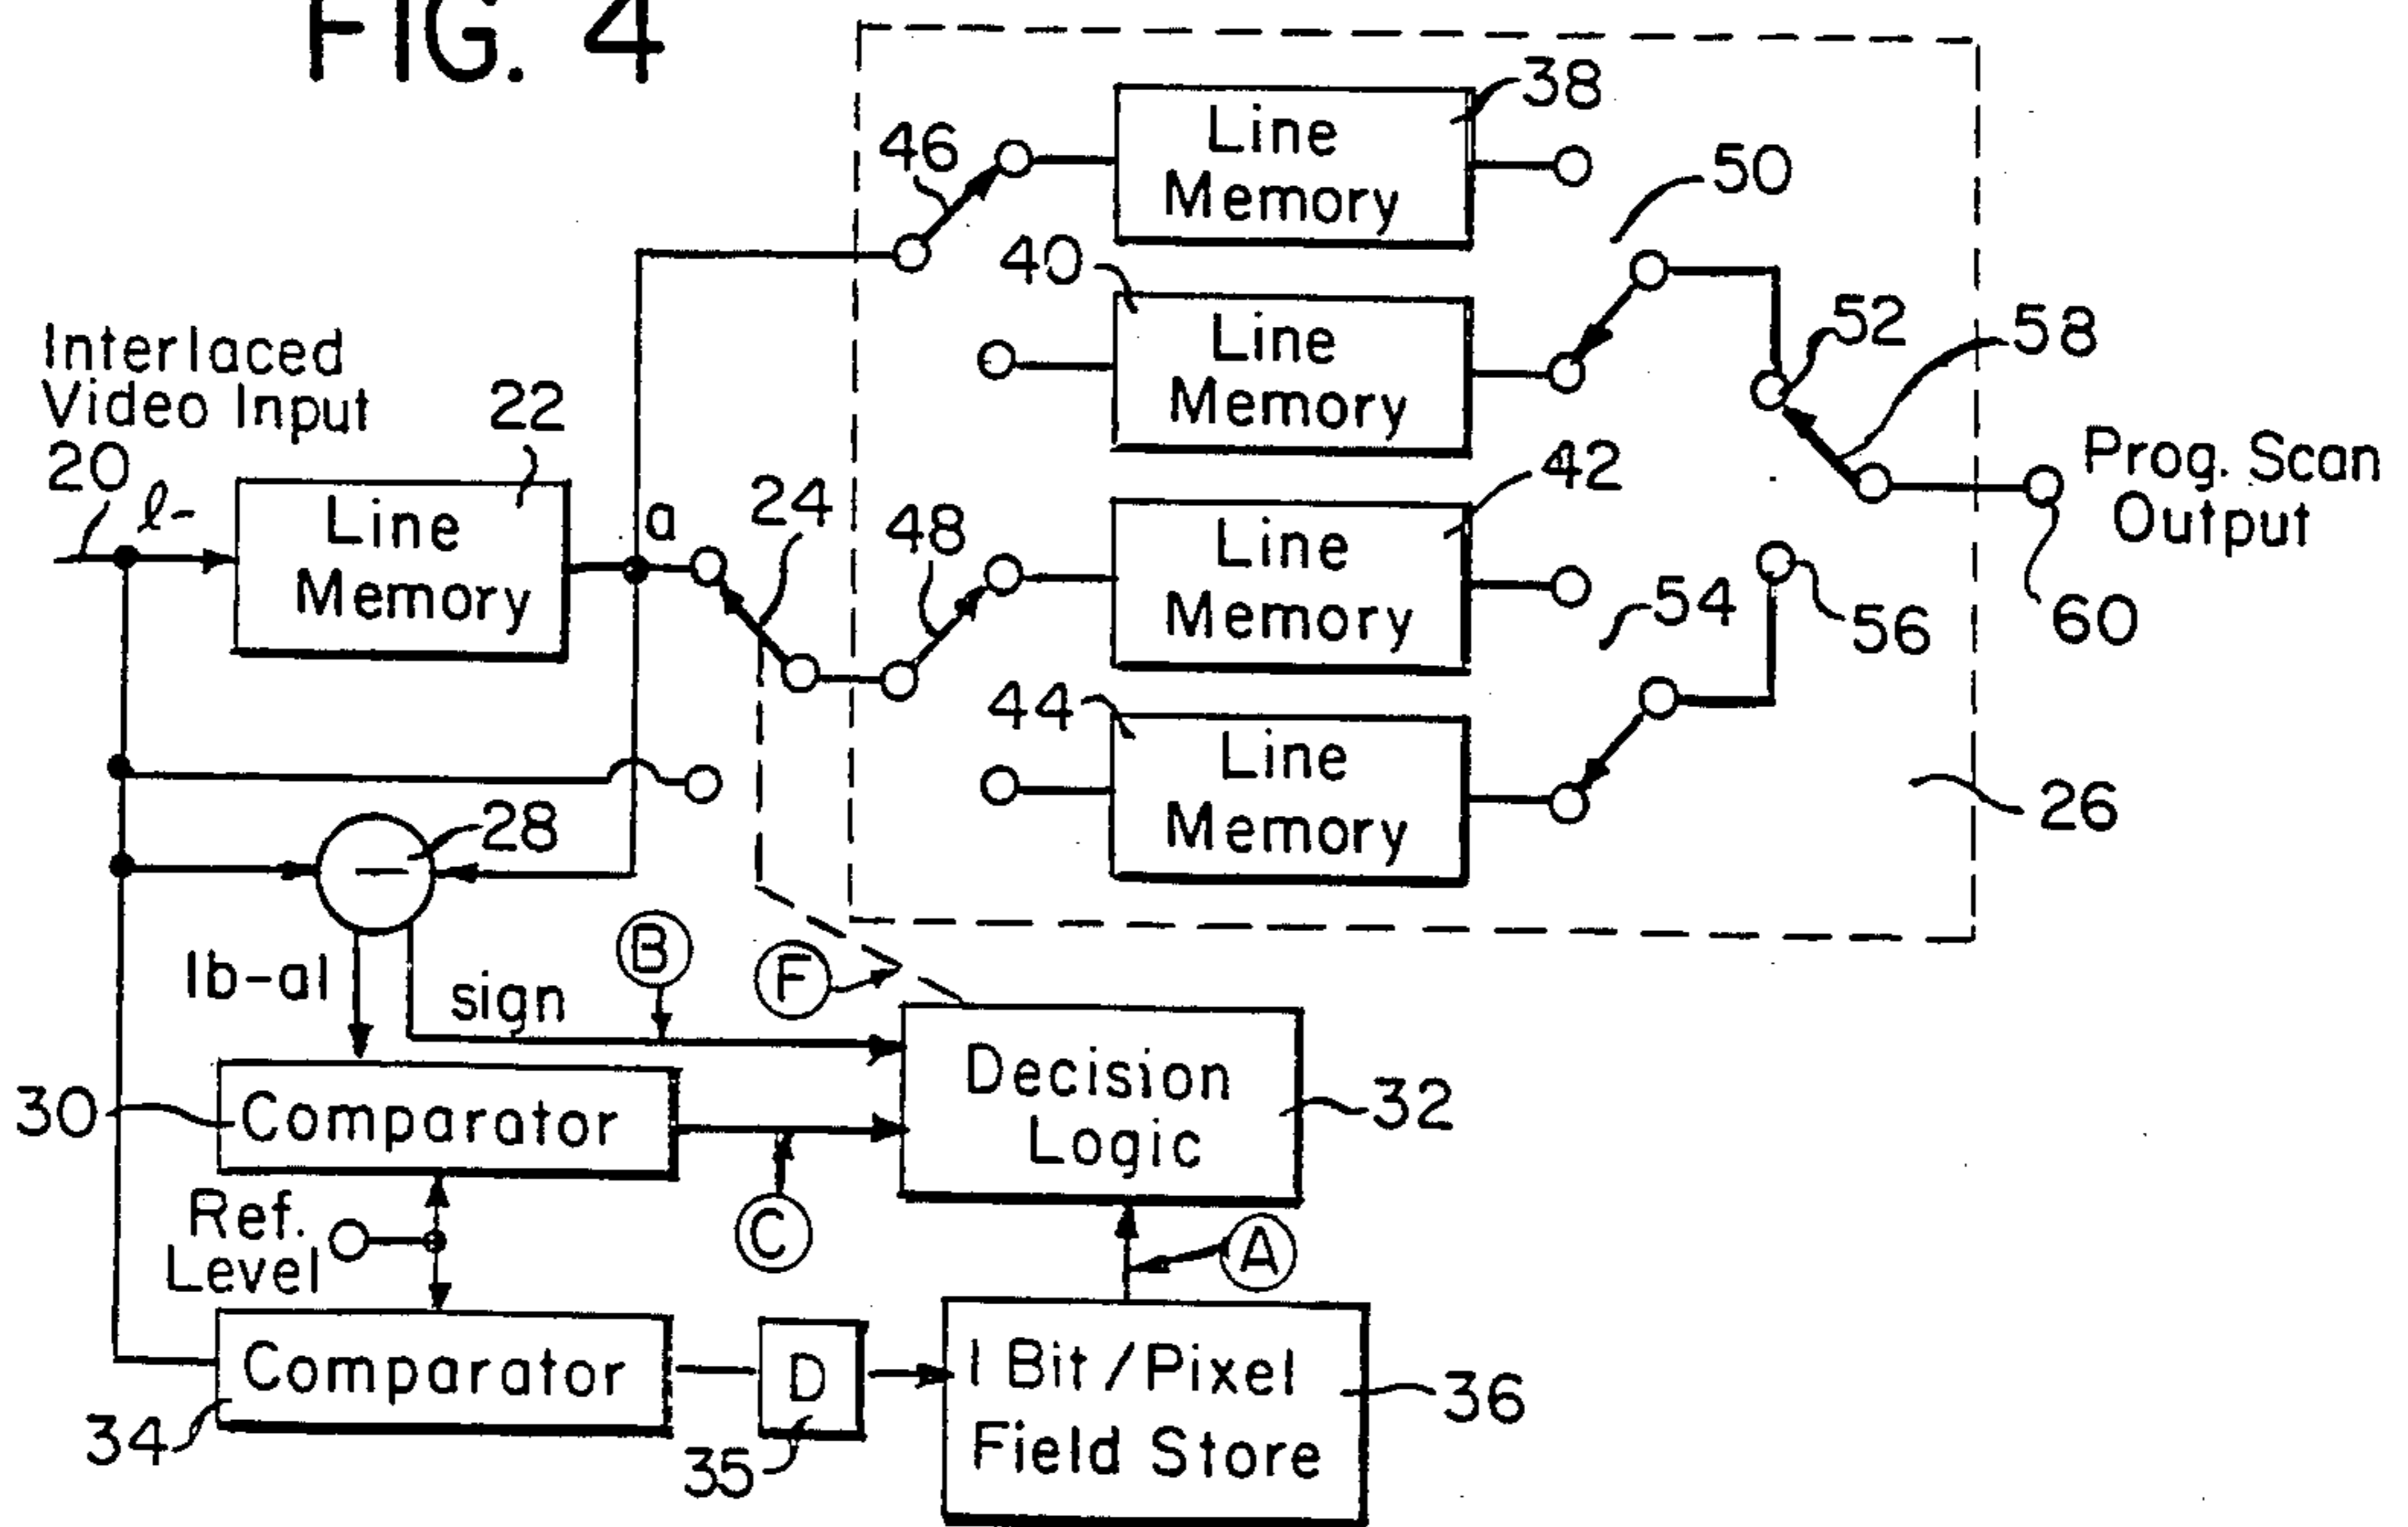 FIG. 4
38
46
Line
Memory
50
40
Line
Memory
52
58
Interlaced
Video Input
22
20
ℓ-
Line
Memory
a
24
48
42
Line
Memory
Prog. Scan
Output
54
56
60
44
Line
Memory
26
28
|b-a|
sign
B
F
Decision
Logic
32
30
Comparator
C
Ref.
Level
A
Comparator
34
D
35
1 Bit/Pixel
Field Store
36